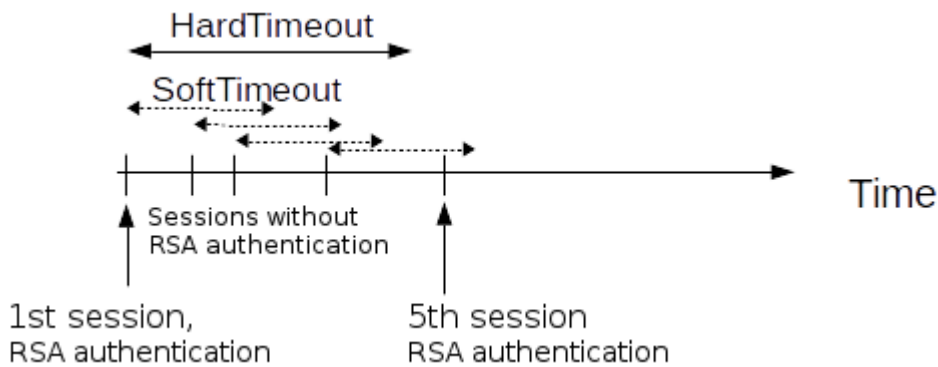 HardTimeout
SoftTimeout
Time
Sessions without
RSA authentication
1st session,
RSA authentication
5th session
RSA authentication